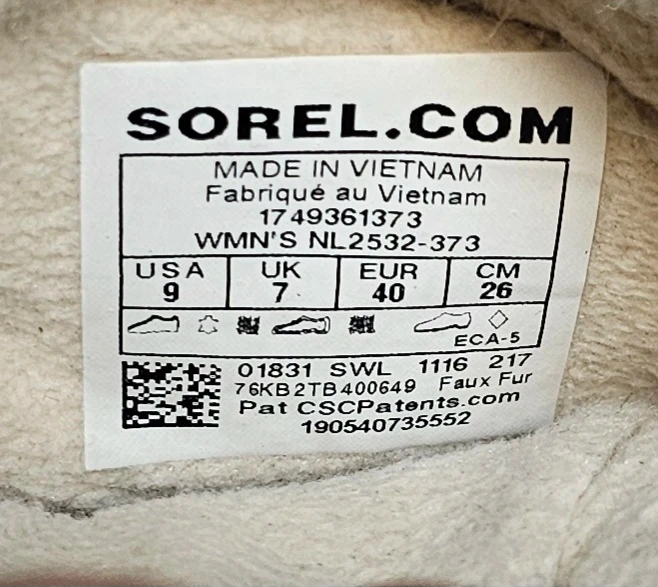 SOREL.COM
MADE IN VIETNAM
Fabriqué au Vietnam
1749361373
WMN'S NL2532-373
USA UK EUR CM
9 7 40 26
ECA-5
01831 SWL 1116 217
76KB2TB400649 Faux Fur
Pat CSCPatents.com
190540735552